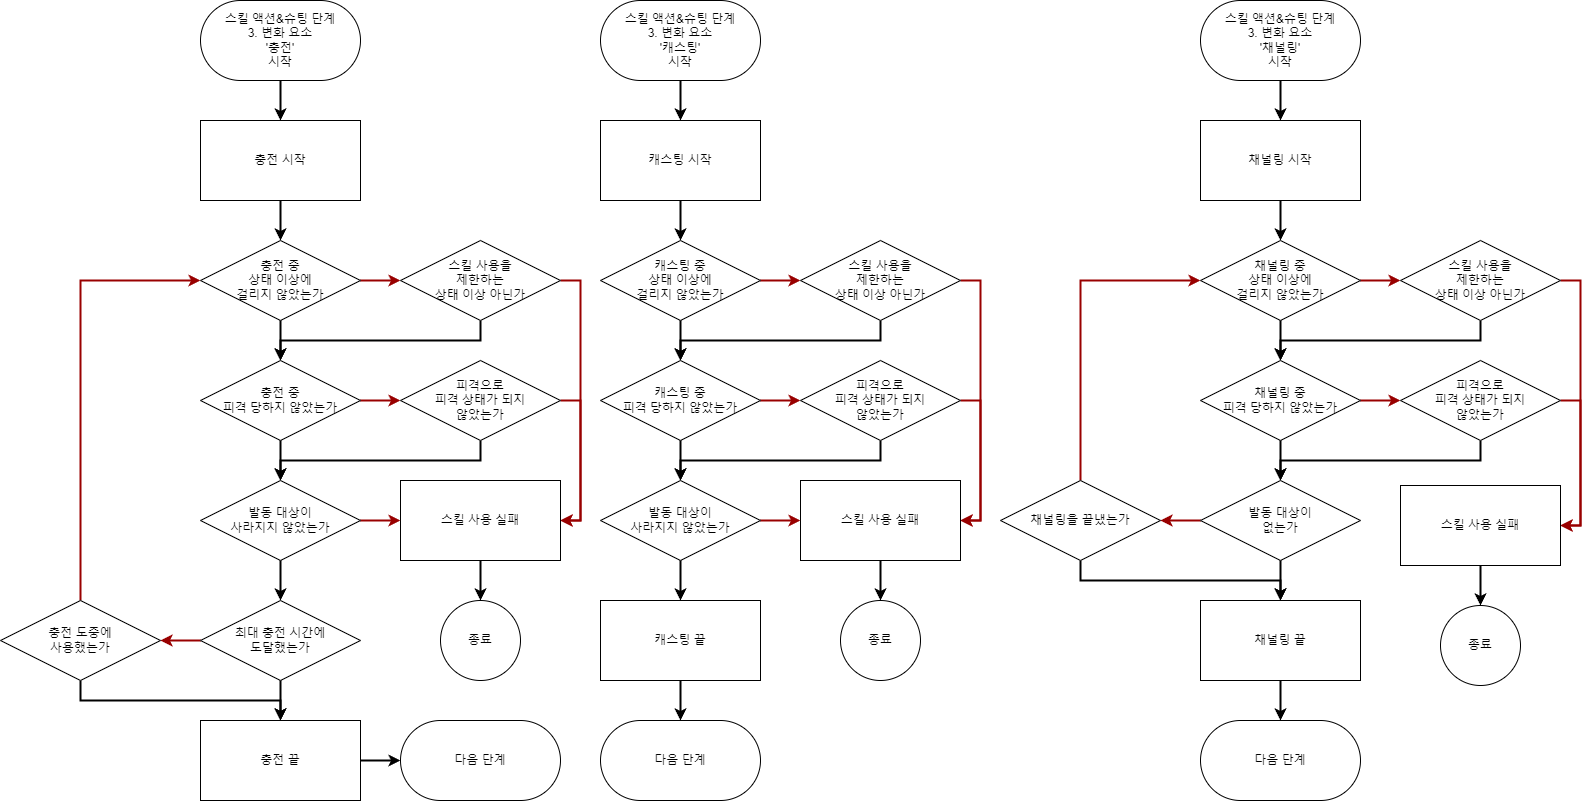 스킬 액션&슈팅 단계
3. 변화 요소
'충전'
시작
충전 시작
충전 중
상태 이상에
걸리지 않았는가
스킬 사용을
제한하는
상태 이상 아닌가
충전 중
피격 당하지 않았는가
피격으로
피격 상태가 되지
않았는가
발동 대상이
사라지지 않았는가
스킬 사용 실패
종료
최대 충전 시간에
도달했는가
충전 도중에
사용했는가
충전 끝
다음 단계
스킬 액션&슈팅 단계
3. 변화 요소
'캐스팅'
시작
캐스팅 시작
캐스팅 중
상태 이상에
걸리지 않았는가
스킬 사용을
제한하는
상태 이상 아닌가
캐스팅 중
피격 당하지 않았는가
피격으로
피격 상태가 되지
않았는가
발동 대상이
사라지지 않았는가
스킬 사용 실패
종료
캐스팅 끝
다음 단계
스킬 액션&슈팅 단계
3. 변화 요소
'채널링'
시작
채널링 시작
채널링 중
상태 이상에
걸리지 않았는가
스킬 사용을
제한하는
상태 이상 아닌가
채널링 중
피격 당하지 않았는가
피격으로
피격 상태가 되지
않았는가
발동 대상이
없는가
채널링을 끝냈는가
스킬 사용 실패
종료
채널링 끝
다음 단계